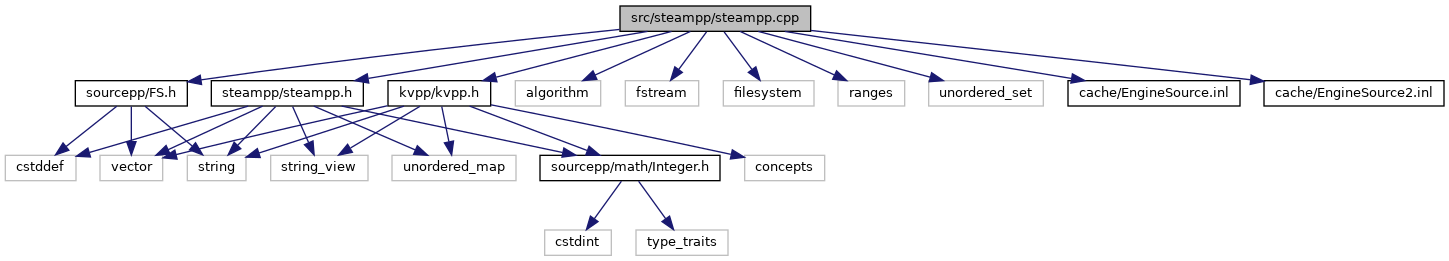 src/steampp/steampp.cpp
sourcepp/FS.h
steampp/steampp.h
kvpp/kvpp.h
algorithm
fstream
filesystem
ranges
unordered_set
cache/EngineSource.inl
cache/EngineSource2.inl
cstddef
vector
string
string_view
unordered_map
sourcepp/math/Integer.h
concepts
cstdint
type_traits